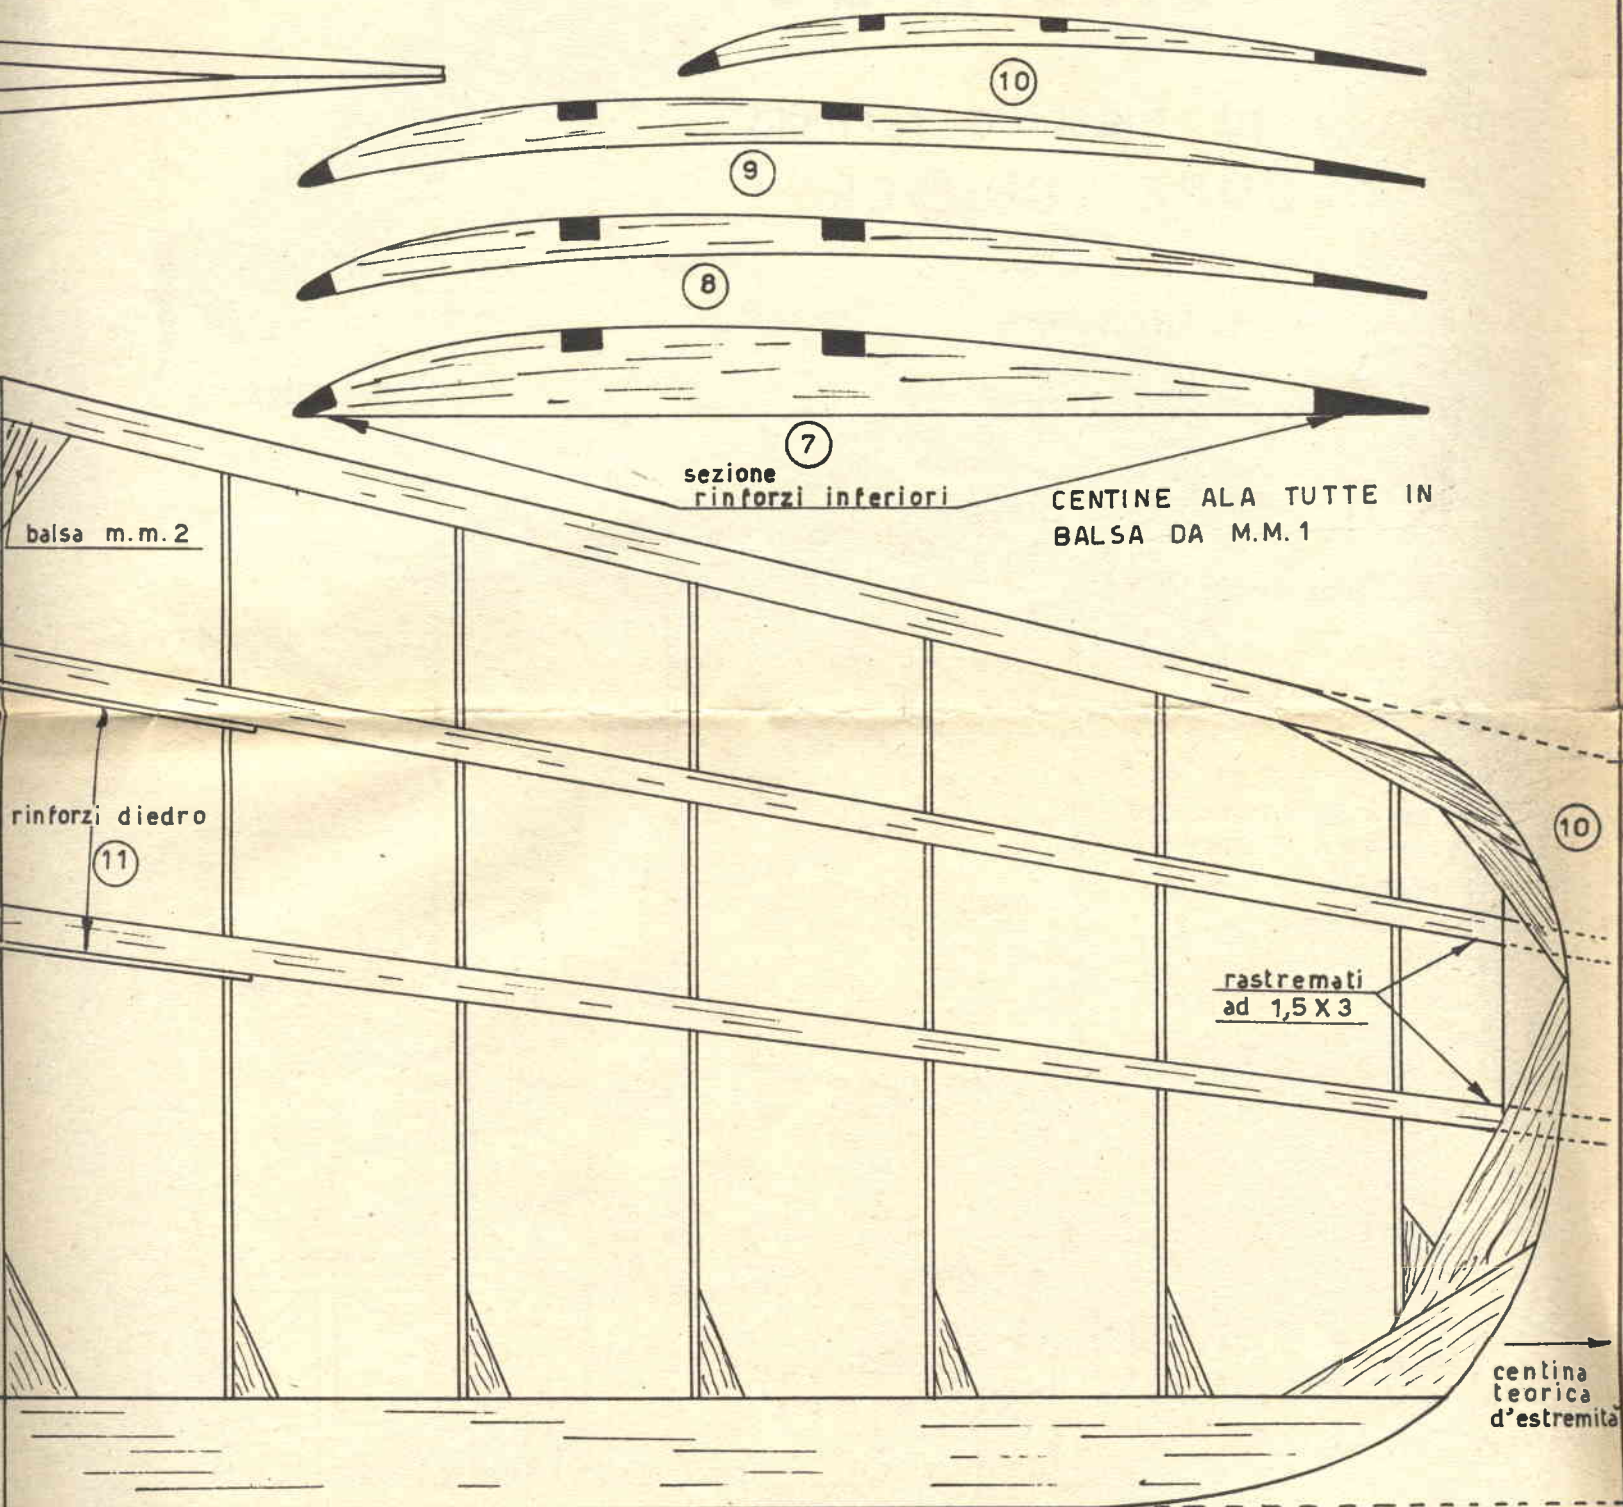 10
9
8
7
sezione
rinforzi inferiori
CENTINE ALA TUTTE IN
BALSA DA M.M.1
balsa m.m.2
rinforzi diedro
11
10
rastremati
ad 1,5 X 3
centina
teorica
d'estremità